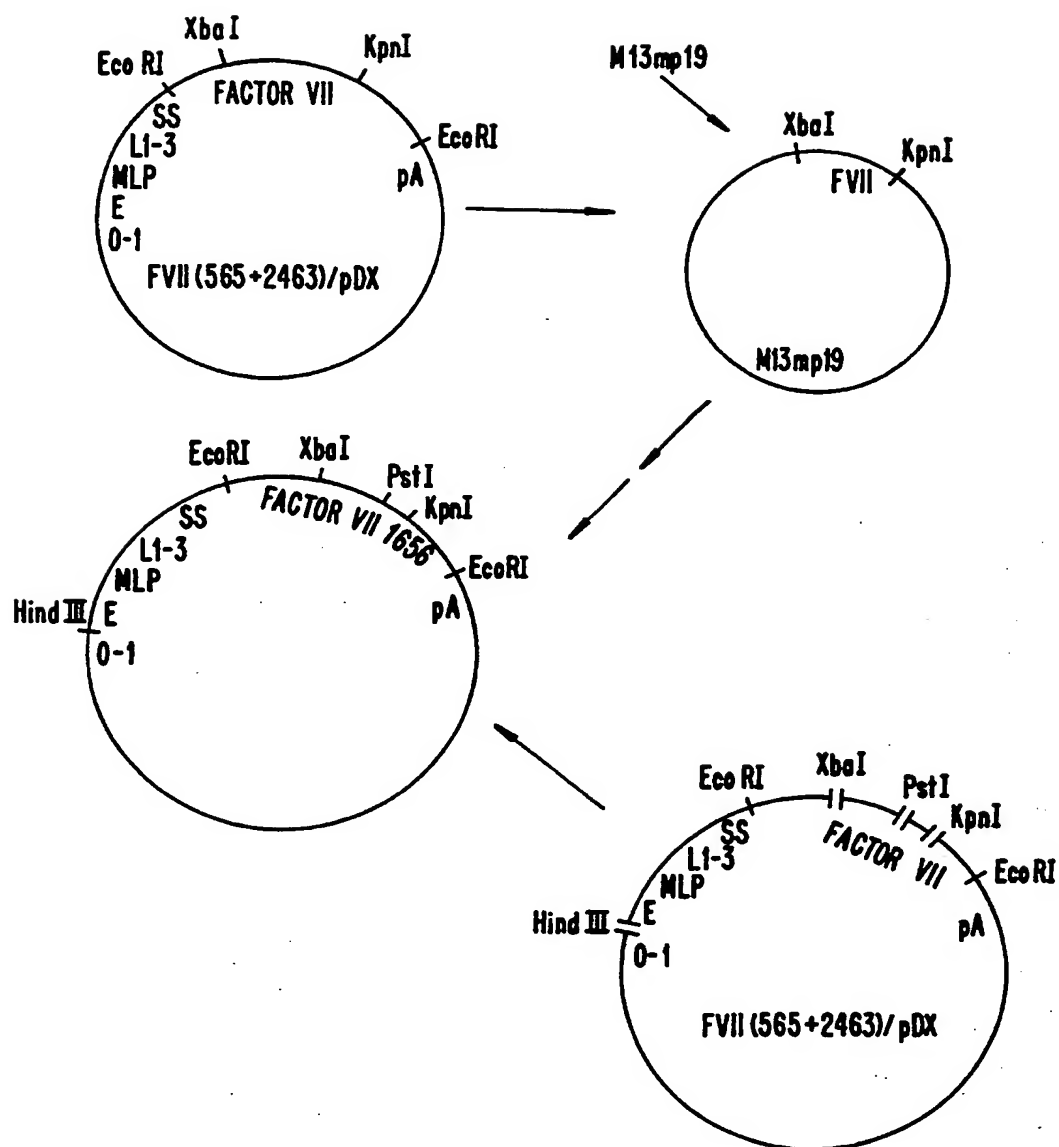 XbaI
Eco RI
KpnI
FACTOR VII
SS
EcoRI
L1-3
MLP
pA
E
0-1
FVII (565+2463)/pDX
M13mp19
XbaI
KpnI
FVII
M13mp19
EcoRI
XbaI
PstI
KpnI
SS
FACTOR VII 1656
L1-3
EcoRI
MLP
Hind III
E
pA
0-1
Eco RI
XbaI
PstI
KpnI
SS
FACTOR VII
L1-3
EcoRI
MLP
Hind III
E
pA
0-1
FVII (565+2463)/pDX